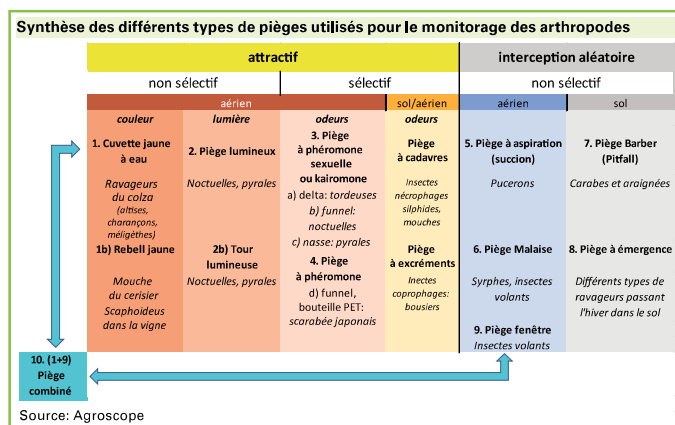 Synthèse des différents types de pièges utilisés pour le monitorage des arthropodes
attractif
interception aléatoire
non sélectif
sélectif
non sélectif
aérien
sol/aérien
aérien
sol
couleur
1. Cuvette jaune
à eau
Ravageurs
du colza
(altises,
charançons,
méligèthes)
1b) Rebell jaune
Mouche
du cerisier
Scaphoideus
dans la vigne
lumière
2. Piège lumineux
Noctuelles, pyrales
2b) Tour
lumineuse
Noctuelles, pyrales
odeurs
3. Piège
à phéromone
sexuelle
ou kairomone
a) delta: tordeuses
b) funnel:
noctuelles
c) nasse: pyrales
4. Piège
à phéromone
d) funnel,
bouteille PET:
scarabée japonais
odeurs
Piège
à cadavres
Insectes
nécrophages
silphides,
mouches
Piège
à excréments
Inectes
coprophages:
bousiers
5. Piège à aspiration
(succion)
Pucerons
6. Piège Malaise
Syrphes, insectes
volants
9. Piège fenêtre
Insectes volants
7. Piège Barber
(Pitfall)
Carabes et araignées
8. Piège à émergence
Différents types de
ravageurs passant
l'hiver dans le sol
10. (1+9)
Piège
combiné
Source: Agroscope